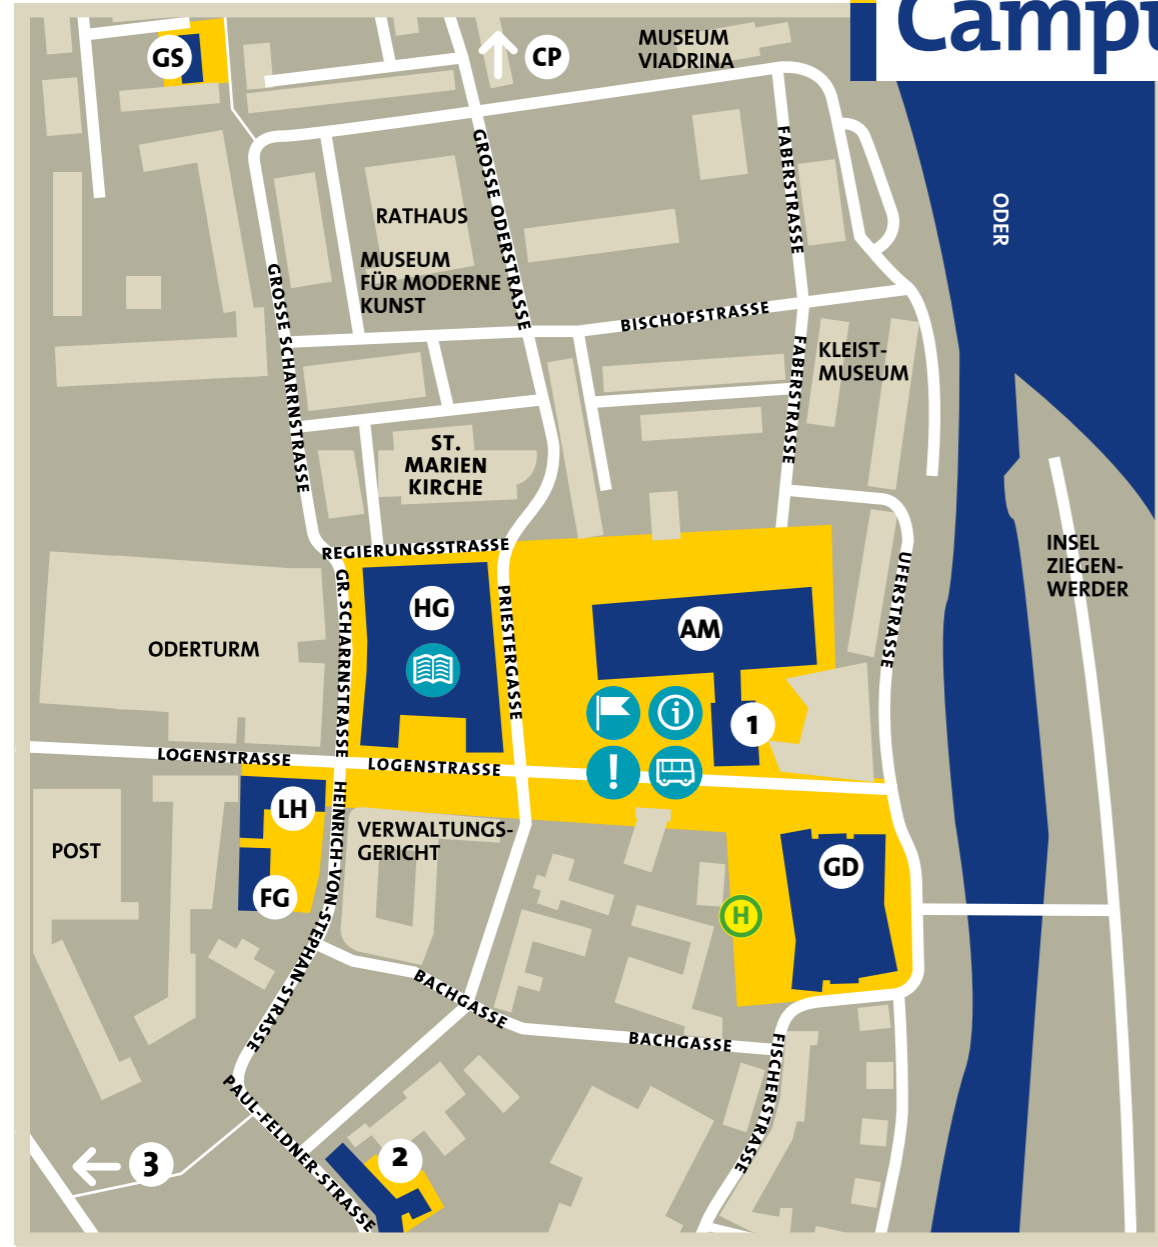 Campu
GS
CP
MUSEUM
VIADRINA
GROSSE ODERSTRASSE
FABERSTRASSE
ODER
RATHAUS
MUSEUM
FÜR MODERNE
KUNST
GROSSE SCHARRNSTRASSE
BISCHOFSTRASSE
FABERSTRASSE
KLEIST-
MUSEUM
ST.
MARIEN
KIRCHE
REGIERUNGSSTRASSE
INSEL
ZIEGEN-
WERDER
UFERSTRASSE
GR. SCHARRNSTRASSE
HG
PRIESTERGASSE
AM
ODERTURM
1
i
!
LOGENSTRASSE
LOGENSTRASSE
LH
HEINRICH-VON-STEPHAN-STRASSE
VERWALTUNGS-
GERICHT
POST
FG
GD
H
BACHGASSE
BACHGASSE
FISCHERSTRASSE
PAUL-FELDNER-STRASSE
2
3